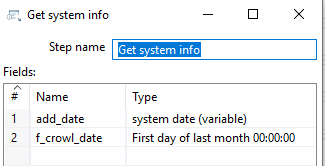 Get system info
Step name Get system info
Fields:
# Name Type
1 add_date system date (variable)
2 f_crowl_date First day of last month 00:00:00